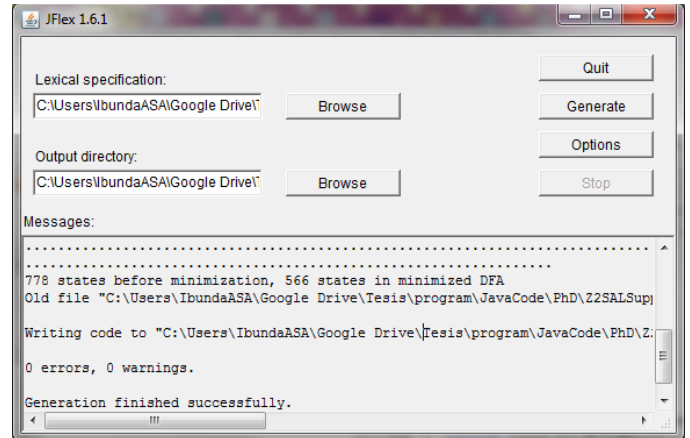 JFlex 1.6.1
Quit
Lexical specification:
C:\Users\IbundaASA\Google Drive\T
Browse
Generate
Options
Output directory:
C:\Users\IbundaASA\Google Drive\T
Browse
Stop
Messages:
................................................................................
.................................................................
778 states before minimization, 566 states in minimized DFA
Old file "C:\Users\IbundaASA\Google Drive\Tesis\program\JavaCode\PhD\Z2SALSupp
Writing code to "C:\Users\IbundaASA\Google Drive\Tesis\program\JavaCode\PhD\Z2
0 errors, 0 warnings.
Generation finished successfully.